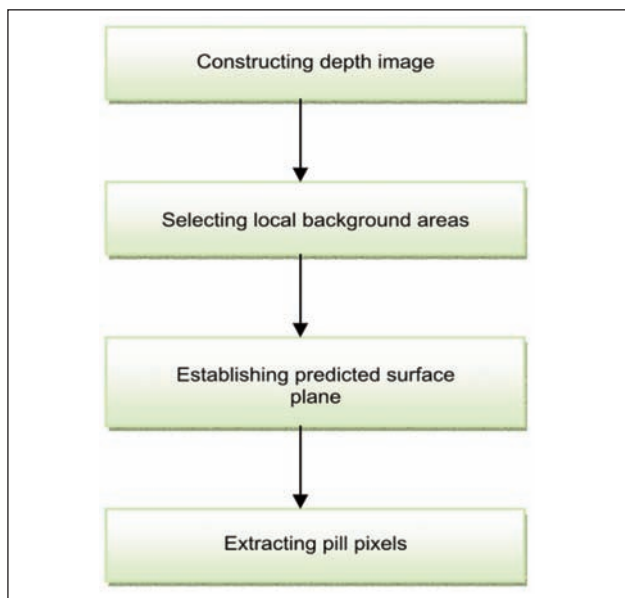 Constructing depth image
Selecting local background areas
Establishing predicted surface
plane
Extracting pill pixels